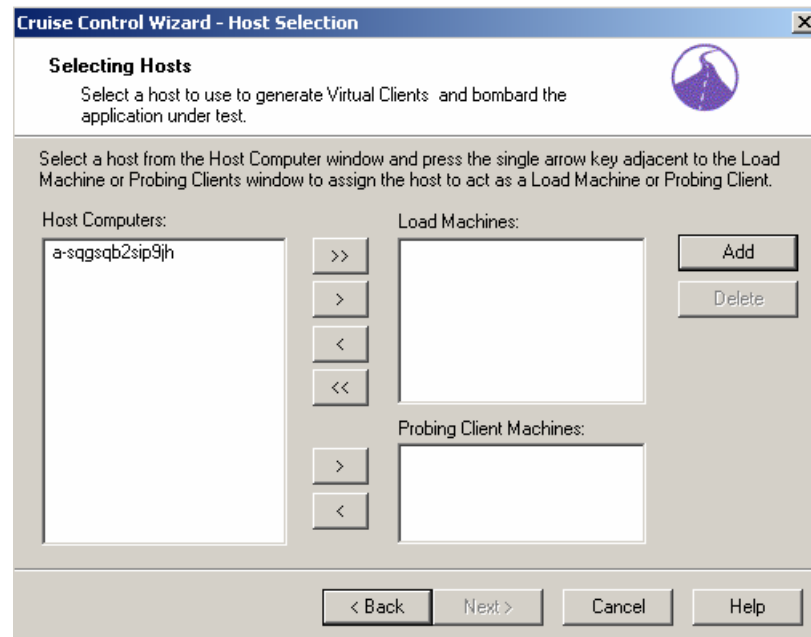 Cruise Control Wizard - Host Selection
Selecting Hosts
Select a host to use to generate Virtual Clients and bombard the
application under test.
Select a host from the Host Computer window and press the single arrow key adjacent to the Load
Machine or Probing Clients window to assign the host to act as a Load Machine or Probing Client.
Host Computers:
a-sqgsqb2sip9jh
>>
>
<
<<
>
<
Load Machines:
Probing Client Machines:
Add
Delete
< Back
Next >
Cancel
Help